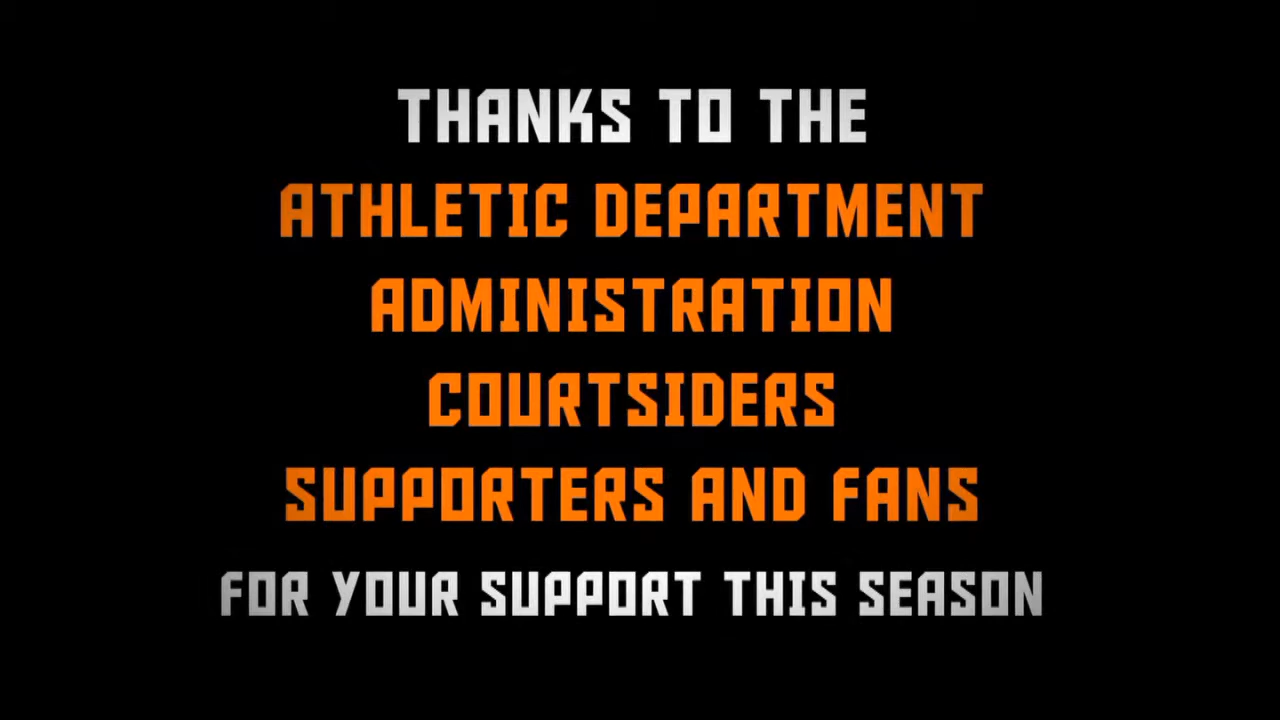 THANKS TO THE
ATHLETIC DEPARTMENT
ADMINISTRATION
COURTSIDERS
SUPPORTERS AND FANS
FOR YOUR SUPPORT THIS SEASON